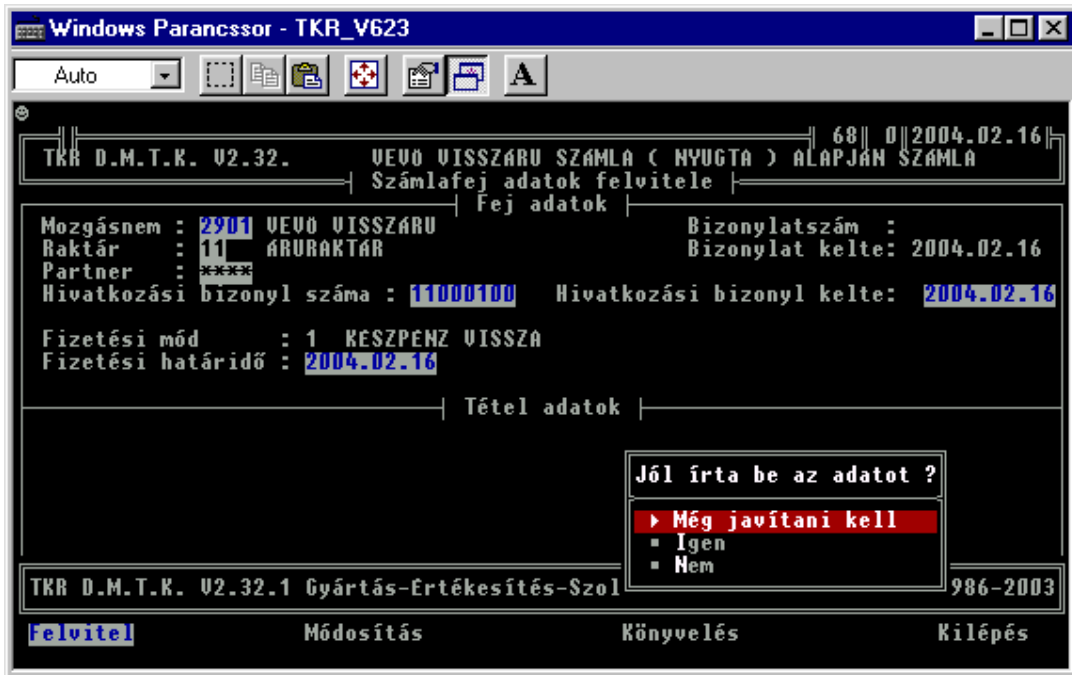 Windows Parancssor - TKR_V623
Auto
A
68 0 2004.02.16
TKR D.M.T.K. V2.32. VEVÖ VISSZÁRU SZÁMLA ( NYUGTA ) ALAPJÁN SZÁMLA
Számlafej adatok felvitele
Fej adatok
Mozgásnem : 2901 VEVÖ VISSZÁRU Bizonylatszám :
Raktár : 11 ÁRURAKTÁR Bizonylat kelte: 2004.02.16
Partner : ****
Hivatkozási bizonyl száma : 11000100 Hivatkozási bizonyl kelte: 2004.02.16
Fizetési mód : 1 KÉSZPÉNZ VISSZA
Fizetési határidő : 2004.02.16
Tétel adatok
Jól írta be az adatot ?
Még javítani kell
Igen
Nem
TKR D.M.T.K. V2.32.1 Gyártás-Értékesítés-Szol 986-2003
Felvitel Módosítás Könyvelés Kilépés